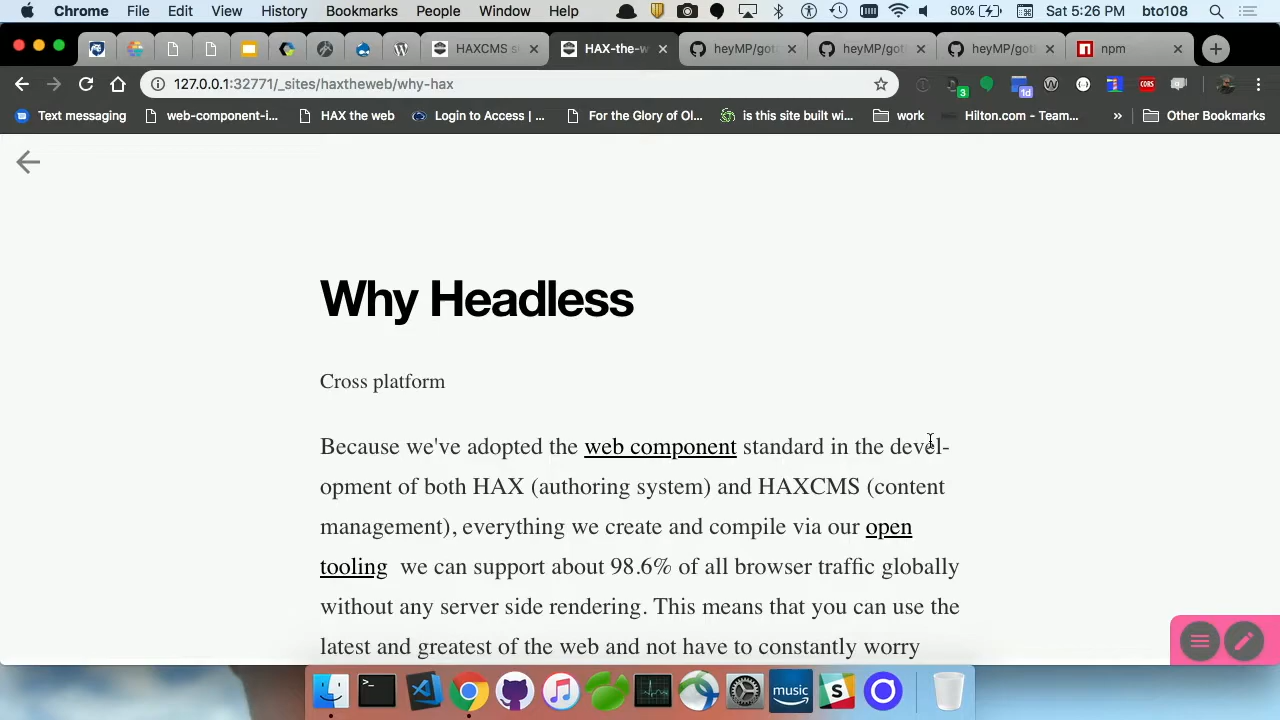 Chrome File Edit View History Bookmarks People Window Help 80% Sat 5:26 PM bto108
HAXCMS s HAX-the-w heyMP/got heyMP/got heyMP/got npm
127.0.0.1:32771/_sites/haxtheweb/why-hax 3 1d CORS
Text messaging web-component-i... HAX the web Login to Access | ... For the Glory of Ol... is this site built wi... work Hilton.com - Team... » Other Bookmarks
Why Headless
Cross platform
Because we've adopted the web component standard in the devel-
opment of both HAX (authoring system) and HAXCMS (content
management), everything we create and compile via our open
tooling we can support about 98.6% of all browser traffic globally
without any server side rendering. This means that you can use the
latest and greatest of the web and not have to constantly worry
music